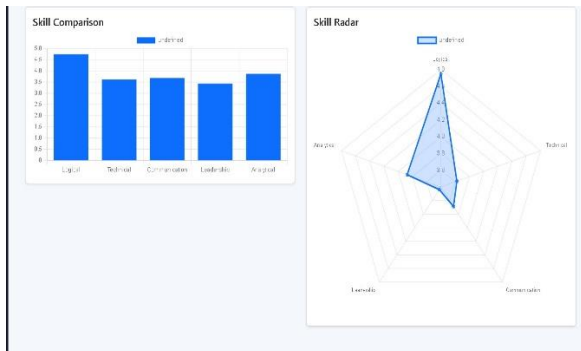 Skill Comparison
undefined
5.0
4.5
4.0
3.5
3.0
2.5
2.0
1.5
1.0
0.5
0
Logical Technical Communication Leadership Analytical
Skill Radar
undefined
Logical
Analytical Technical
Leadership Communication